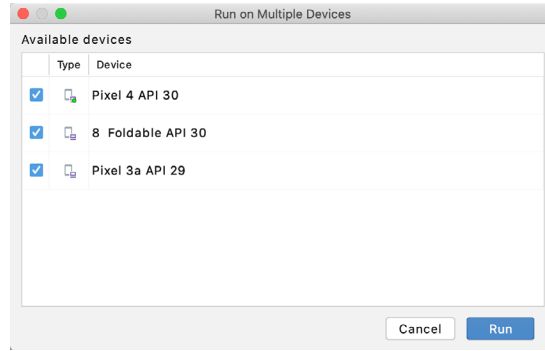 Run on Multiple Devices
Available devices
Type Device
Pixel 4 API 30
8 Foldable API 30
Pixel 3a API 29
Cancel Run